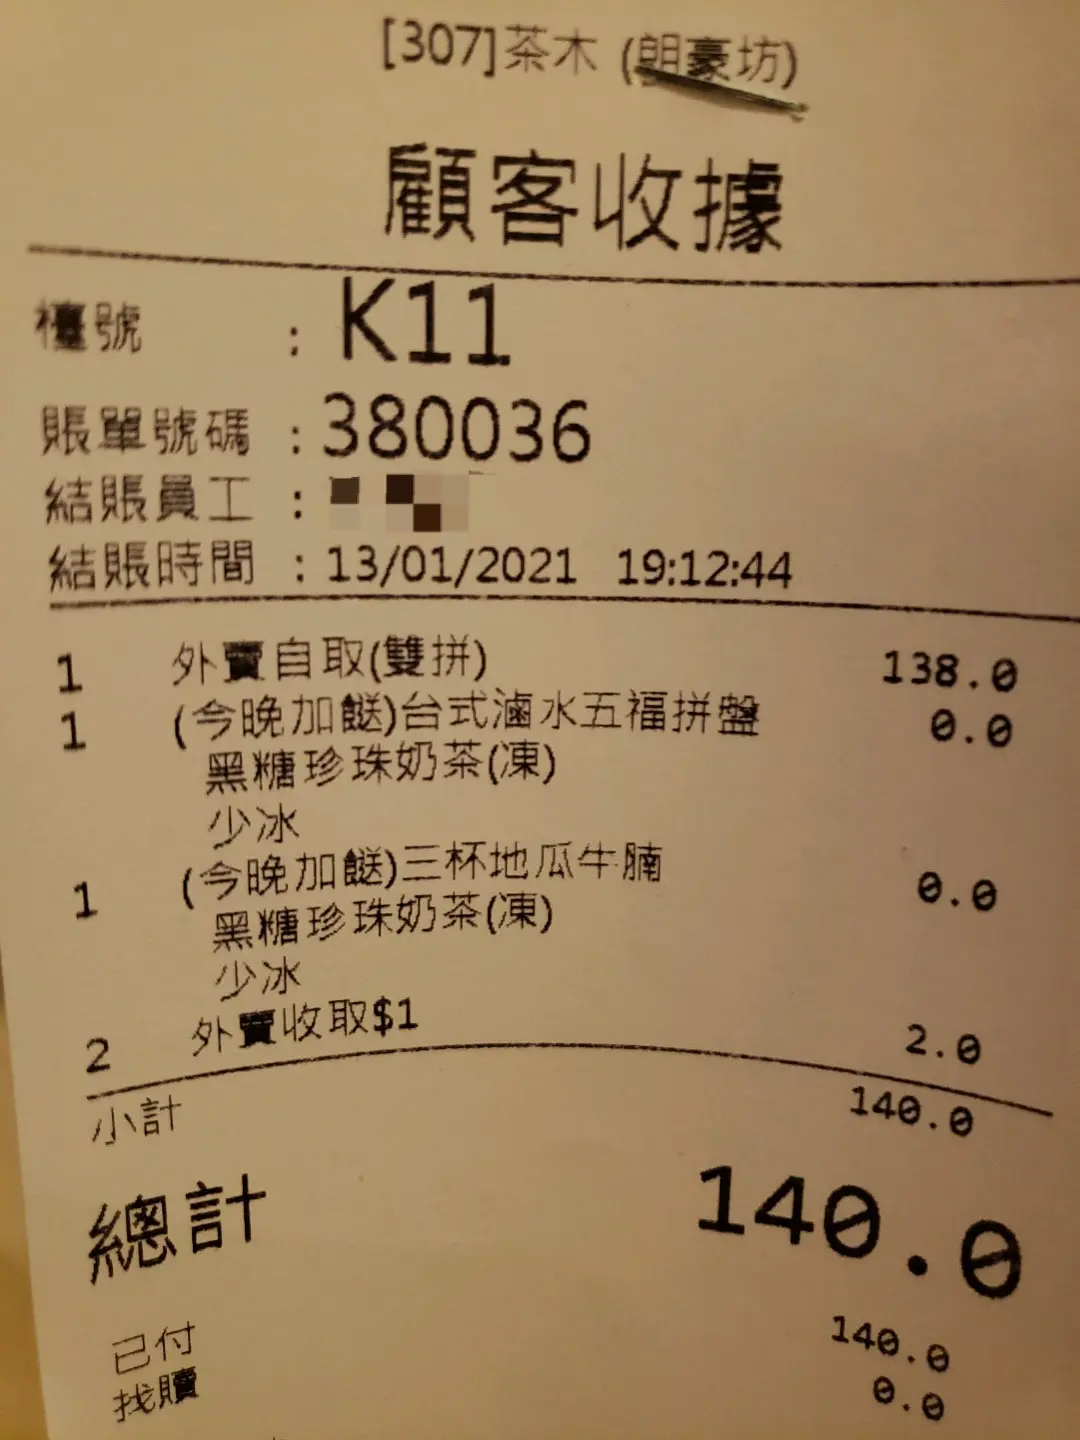 [307]茶木 (朗豪坊)
顧客收據
檯號 : K11
賬單號碼 : 380036
結賬員工 :
結賬時間 : 13/01/2021 19:12:44
1 外賣自取(雙拼) 138.0
1 (今晚加餸)台式滷水五福拼盤 0.0
黑糖珍珠奶茶(凍)
少冰
1 (今晚加餸)三杯地瓜牛腩 0.0
黑糖珍珠奶茶(凍)
少冰
2 外賣收取$1 2.0
小計 140.0
總計 140.0
已付 140.0
找贖 0.0